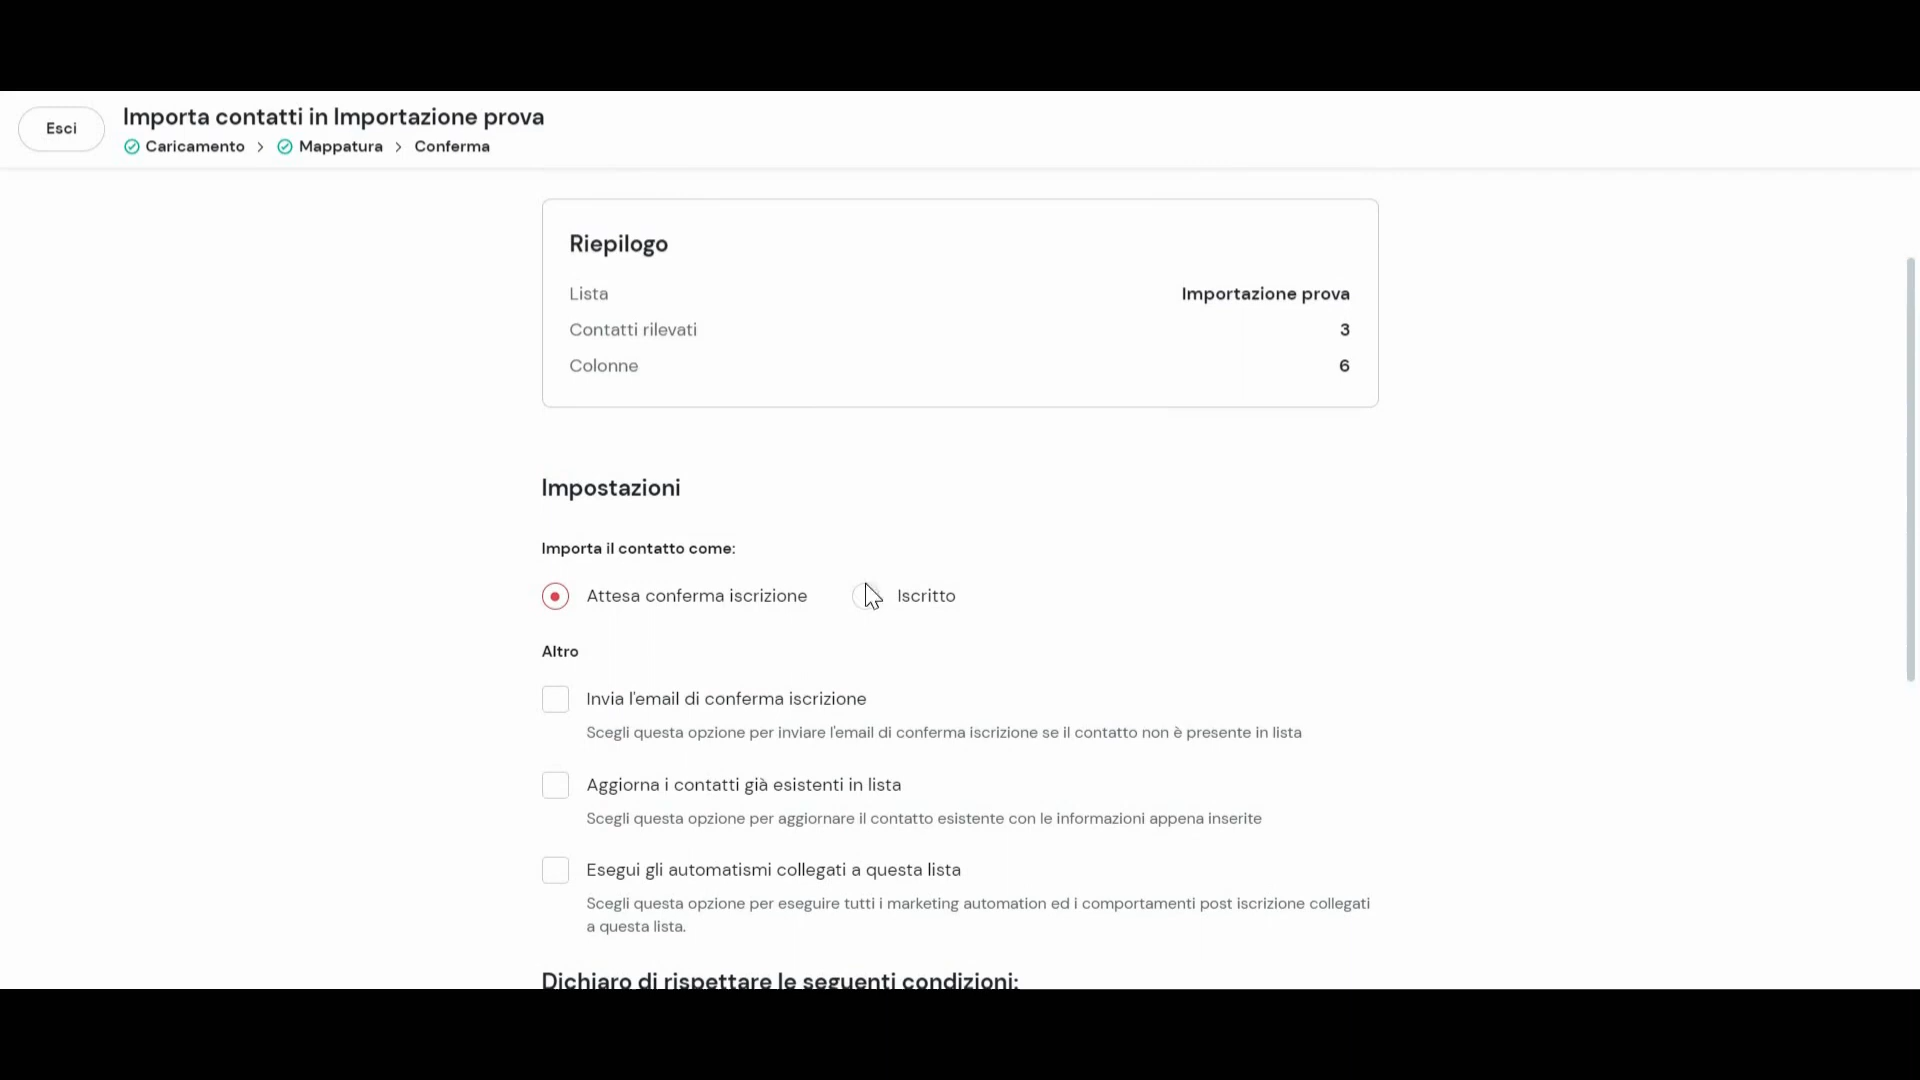 Esci
Importa contatti in Importazione prova
Caricamento > Mappatura > Conferma
Riepilogo
Lista Importazione prova
Contatti rilevati 3
Colonne 6
Impostazioni
Importa il contatto come:
Attesa conferma iscrizione Iscritto
Altro
Invia l'email di conferma iscrizione
Scegli questa opzione per inviare l'email di conferma iscrizione se il contatto non è presente in lista
Aggiorna i contatti già esistenti in lista
Scegli questa opzione per aggiornare il contatto esistente con le informazioni appena inserite
Esegui gli automatismi collegati a questa lista
Scegli questa opzione per eseguire tutti i marketing automation ed i comportamenti post iscrizione collegati
a questa lista.
Dichiaro di rispettare le seguenti condizioni: